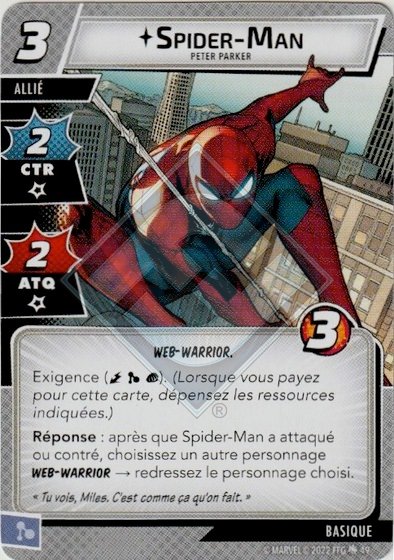 3
SPIDER-MAN
PETER PARKER
ALLIÉ
2
CTR
2
ATQ
3
WEB-WARRIOR.
Exigence ( ). (Lorsque vous payez
pour cette carte, dépensez les ressources
indiquées.)
®
Réponse : après que Spider-Man a attaqué
ou contré, choisissez un autre personnage
WEB-WARRIOR → redressez le personnage choisi.
« Tu vois, Miles. C'est comme ça qu'on fait. »
BASIQUE
© MARVEL © 2022 FFG 49